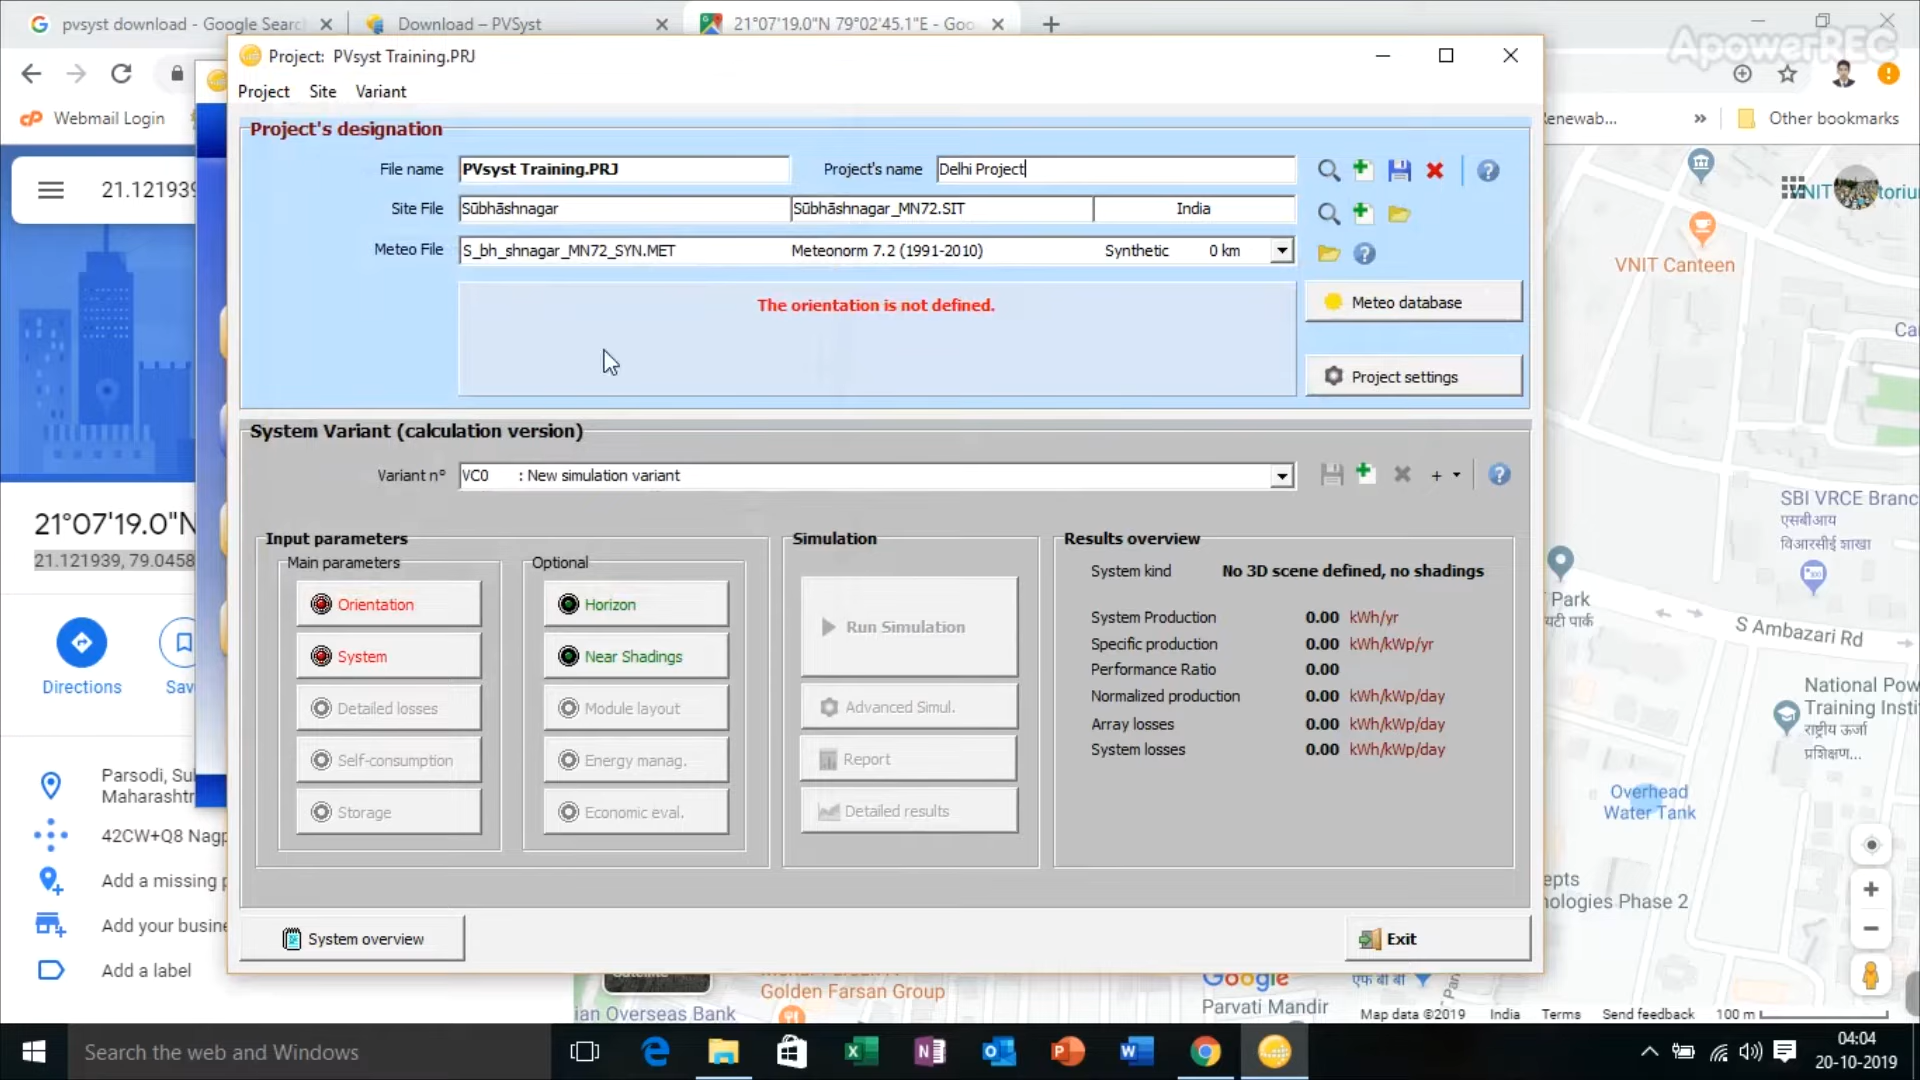 pvsyst download - Google Searc
Download – PVSyst
21°07'19.0"N 79°02'45.1"E - Goo
ApowerREC
Project: PVsyst Training.PRJ
Project Site Variant
Webmail Login
Renewab...
»
Other bookmarks
Project's designation
File name PVsyst Training.PRJ
Project's name Delhi Project
Site File Sūbhāshnagar Sūbhāshnagar_MN72.SIT India
Meteo File S_bh_shnagar_MN72_SYN.MET Meteonorm 7.2 (1991-2010) Synthetic 0 km
The orientation is not defined.
Meteo database
Project settings
System Variant (calculation version)
Variant n° VC0 : New simulation variant
Input parameters
Main parameters
Orientation
System
Detailed losses
Self-consumption
Storage
Optional
Horizon
Near Shadings
Module layout
Energy manag.
Economic eval.
Simulation
Run Simulation
Advanced Simul.
Report
Detailed results
Results overview
System kind No 3D scene defined, no shadings
System Production 0.00 kWh/yr
Specific production 0.00 kWh/kWp/yr
Performance Ratio 0.00
Normalized production 0.00 kWh/kWp/day
Array losses 0.00 kWh/kWp/day
System losses 0.00 kWh/kWp/day
System overview
Exit
21.121939
21°07'19.0"N
21.121939, 79.0458
Directions
Sav
Parsodi, Sul
Maharashtr
42CW+Q8 Nagp
Add a missing p
Add your busine
Add a label
VNIT
VNIT Canteen
SBI VRCE Branc
एसबीआय
विआरसीई शाखा
Park
S Ambazari Rd
National Pow
Training Insti
राष्ट्रीय ऊर्जा
प्रशिक्षण...
Overhead
Water Tank
epts
nologies Phase 2
Golden Farsan Group
ian Overseas Bank
Google
Parvati Mandir
Map data ©2019 India Terms Send feedback 100 m
Search the web and Windows
04:04
20-10-2019